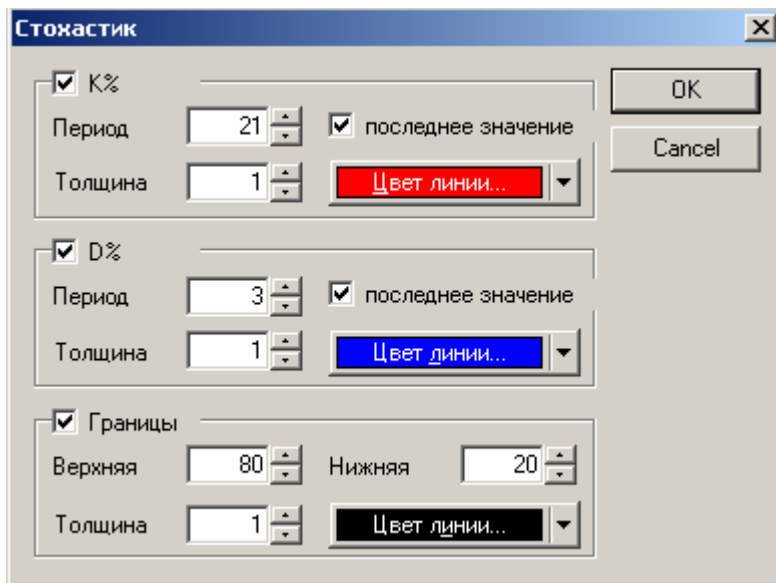 Стохастик
K%
OK
Период 21 последнее значение
Cancel
Толщина 1 Цвет линии...
D%
Период 3 последнее значение
Толщина 1 Цвет линии...
Границы
Верхняя 80 Нижняя 20
Толщина 1 Цвет линии...